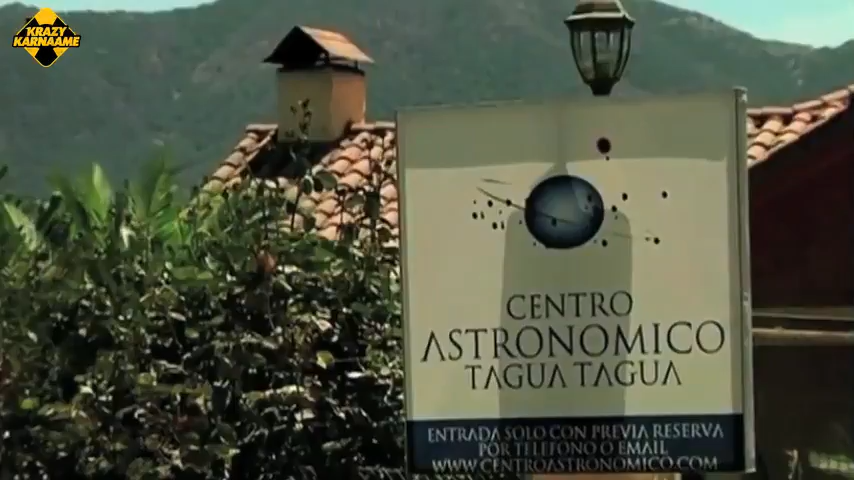 KRAZY
KARNAAME
CENTRO
ASTRONOMICO
TAGUA TAGUA
ENTRADA SOLO CON PREVIA RESERVA
POR TELEFONO O EMAIL
WWW.CENTROASTRONOMICO.COM